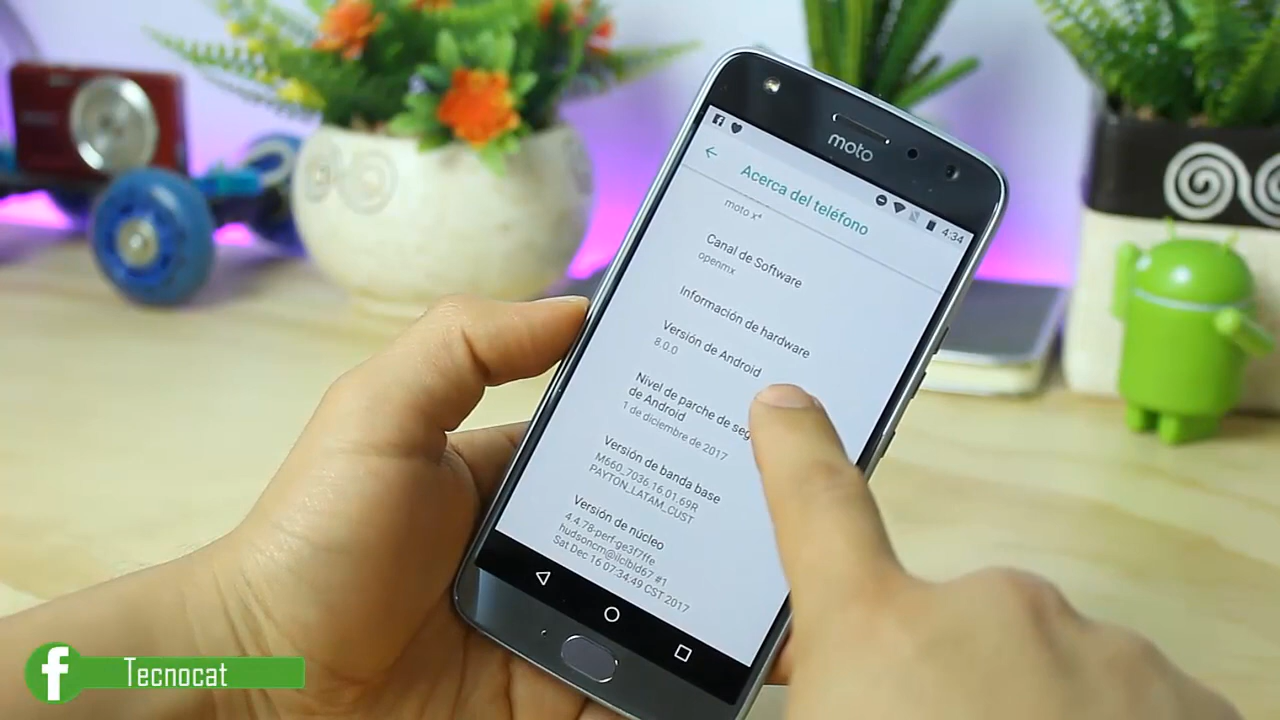 moto
4:34
Acerca del teléfono
moto x⁴
Canal de Software
openmx
Información de hardware
Versión de Android
8.0.0
Nivel de parche de seg
de Android
1 de diciembre de 2017
Versión de banda base
M660_7036.16.01.69R
PAYTON_LATAM_CUST
Versión de núcleo
4.4.78-perf-ge3f7ffe
hudsoncm@ilclbld67 #1
Sat Dec 16 07:34:49 CST 2017
f Tecnocat